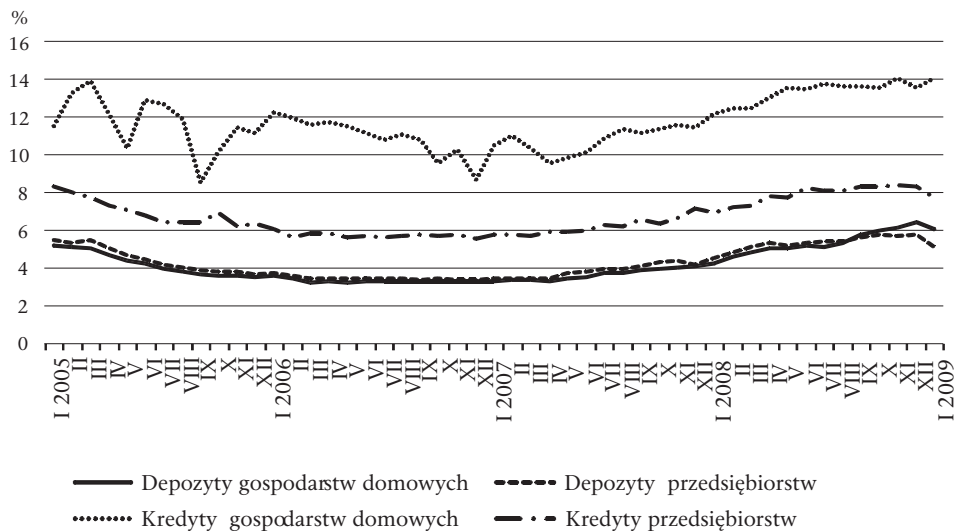 %
16
14
12
10
8
6
4
2
0
I 2005
II
III
IV
V
VI
VII
VIII
IX
X
XI
XII
I 2006
II
III
IV
V
VI
VII
VIII
IX
X
XI
XII
I 2007
II
III
IV
V
VI
VII
VIII
IX
X
XI
XII
I 2008
II
III
IV
V
VI
VII
VIII
IX
X
XI
XII
I 2009
Depozyty gospodarstw domowych
Depozyty przedsiębiorstw
Kredyty gospodarstw domowych
Kredyty przedsiębiorstw